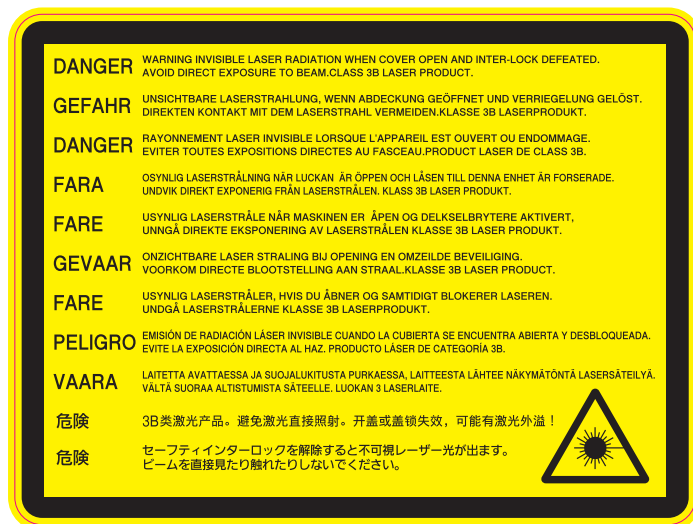 DANGER WARNING INVISIBLE LASER RADIATION WHEN COVER OPEN AND INTER-LOCK DEFEATED.
AVOID DIRECT EXPOSURE TO BEAM.CLASS 3B LASER PRODUCT.
GEFAHR UNSICHTBARE LASERSTRAHLUNG, WENN ABDECKUNG GEÖFFNET UND VERRIEGELUNG GELÖST.
DIREKTEN KONTAKT MIT DEM LASERSTRAHL VERMEIDEN.KLASSE 3B LASERPRODUKT.
DANGER RAYONNEMENT LASER INVISIBLE LORSQUE L'APPAREIL EST OUVERT OU ENDOMMAGE.
EVITER TOUTES EXPOSITIONS DIRECTES AU FASCEAU.PRODUCT LASER DE CLASS 3B.
FARA OSYNLIG LASERSTRÅLNING NÄR LUCKAN ÄR ÖPPEN OCH LÅSEN TILL DENNA ENHET ÄR FORSERADE.
UNDVIK DIREKT EXPONERIG FRÅN LASERSTRÅLEN. KLASS 3B LASER PRODUKT.
FARE USYNLIG LASERSTRÅLE NÅR MASKINEN ER ÅPEN OG DELKSELBRYTERE AKTIVERT,
UNNGÅ DIREKTE EKSPONERING AV LASERSTRÅLEN KLASSE 3B LASER PRODUKT.
GEVAAR ONZICHTBARE LASER STRALING BIJ OPENING EN OMZEILDE BEVEILIGING.
VOORKOM DIRECTE BLOOTSTELLING AAN STRAAL.KLASSE 3B LASER PRODUCT.
FARE USYNLIG LASERSTRÅLER, HVIS DU ÅBNER OG SAMTIDIGT BLOKERER LASEREN.
UNDGÅ LASERSTRÅLERNE KLASSE 3B LASERPRODUKT.
PELIGRO EMISIÓN DE RADIACIÓN LÁSER INVISIBLE CUANDO LA CUBIERTA SE ENCUENTRA ABIERTA Y DESBLOQUEADA.
EVITE LA EXPOSICIÓN DIRECTA AL HAZ. PRODUCTO LÁSER DE CATEGORÍA 3B.
VAARA LAITETTA AVATTAESSA JA SUOJALUKITUSTA PURKAESSA, LAITTEESTA LÄHTEE NÄKYMÄTÖNTÄ LASERSÄTEILYÄ.
VÄLTÄ SUORAA ALTISTUMISTA SÄTEELLE. LUOKAN 3 LASERLAITE.
危険 3B类激光产品。避免激光直接照射。开盖或盖锁失效，可能有激光外溢！
危険 セーフティインターロックを解除すると不可視レーザー光が出ます。
ビームを直接見たり触れたりしないでください。